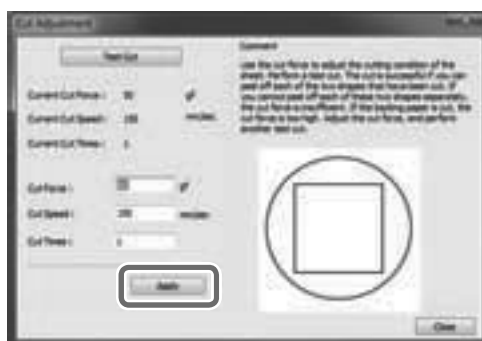 Cut Adjustment
Test Cut
Current Cut Force : 50 gf
Current Cut Speed : mm/sec
Current Cut Times : 1
Cut Force : gf
Cut Speed : mm/sec
Cut Times : 1
Apply
Comment
Use the cut force to adjust the cutting condition of the
sheet. Perform a test cut. The cut is successful if you can
peel off each of the two shapes that have been cut. If
you cannot peel off each of these two shapes separately,
the cut force is insufficient. If the backing paper is cut, the
cut force is too high. Adjust the cut force, and perform
another test cut.
Close